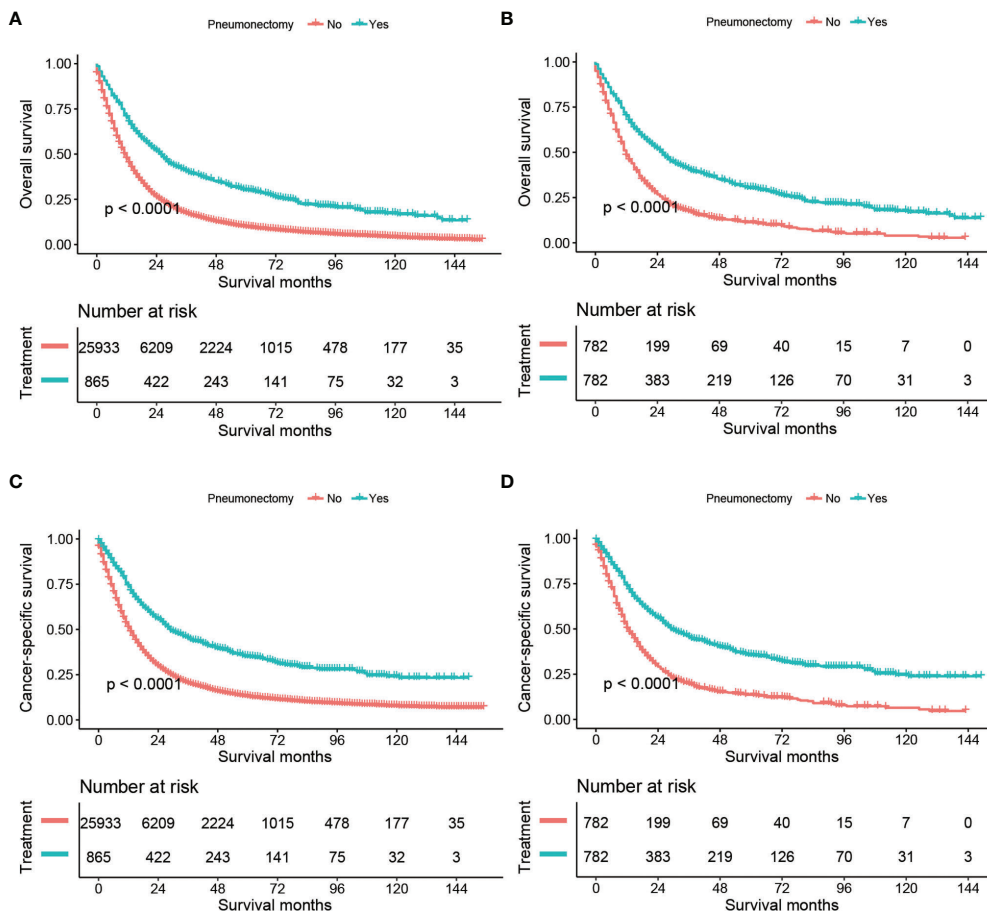 A
Pneumonectomy No Yes
Overall survival
1.00
0.75
0.50
0.25
0.00
p < 0.0001
0 24 48 72 96 120 144
Survival months
Number at risk
Treatment
25933 6209 2224 1015 478 177 35
865 422 243 141 75 32 3
0 24 48 72 96 120 144
Survival months
B
Pneumonectomy No Yes
Overall survival
1.00
0.75
0.50
0.25
0.00
p < 0.0001
0 24 48 72 96 120 144
Survival months
Number at risk
Treatment
782 199 69 40 15 7 0
782 383 219 126 70 31 3
0 24 48 72 96 120 144
Survival months
C
Pneumonectomy No Yes
Cancer-specific survival
1.00
0.75
0.50
0.25
0.00
p < 0.0001
0 24 48 72 96 120 144
Survival months
Number at risk
Treatment
25933 6209 2224 1015 478 177 35
865 422 243 141 75 32 3
0 24 48 72 96 120 144
Survival months
D
Pneumonectomy No Yes
Cancer-specific survival
1.00
0.75
0.50
0.25
0.00
p < 0.0001
0 24 48 72 96 120 144
Survival months
Number at risk
Treatment
782 199 69 40 15 7 0
782 383 219 126 70 31 3
0 24 48 72 96 120 144
Survival months